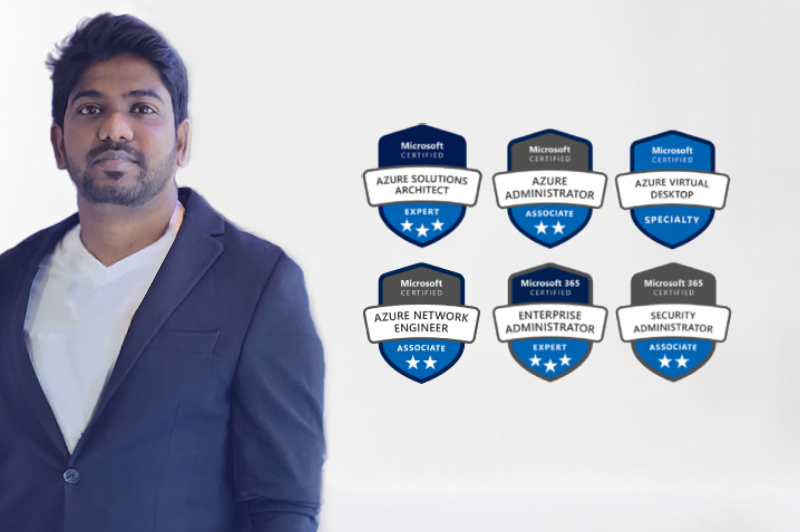 Microsoft
CERTIFIED
AZURE SOLUTIONS
ARCHITECT
EXPERT
Microsoft
CERTIFIED
AZURE
ADMINISTRATOR
ASSOCIATE
Microsoft
CERTIFIED
AZURE VIRTUAL
DESKTOP
SPECIALTY
Microsoft
CERTIFIED
AZURE NETWORK
ENGINEER
ASSOCIATE
Microsoft 365
CERTIFIED
ENTERPRISE
ADMINISTRATOR
EXPERT
Microsoft 365
CERTIFIED
SECURITY
ADMINISTRATOR
ASSOCIATE